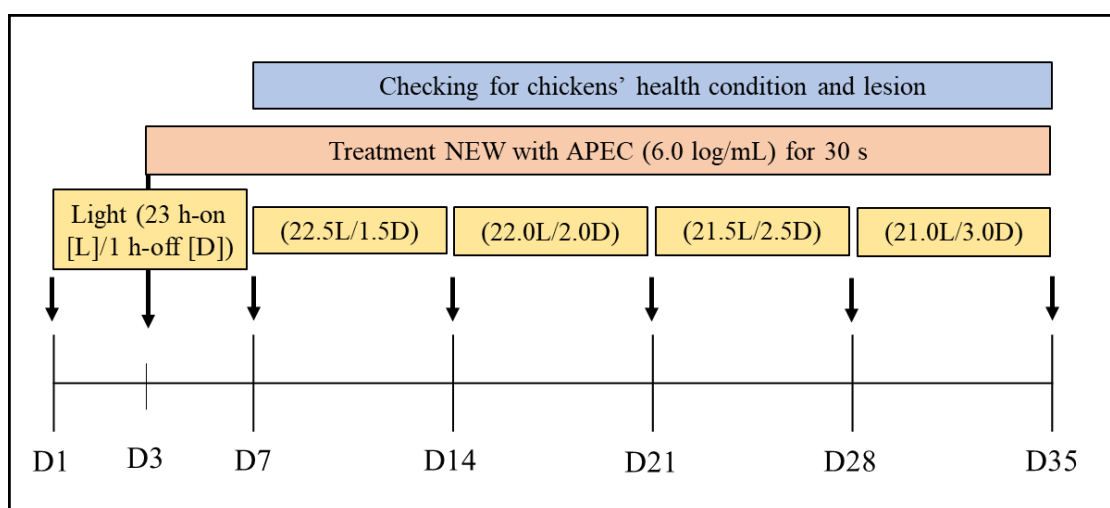 Checking for chickens’ health condition and lesion
Treatment NEW with APEC (6.0 log/mL) for 30 s
Light (23 h-on
[L]/1 h-off [D])
(22.5L/1.5D)
(22.0L/2.0D)
(21.5L/2.5D)
(21.0L/3.0D)
D1
D3
D7
D14
D21
D28
D35